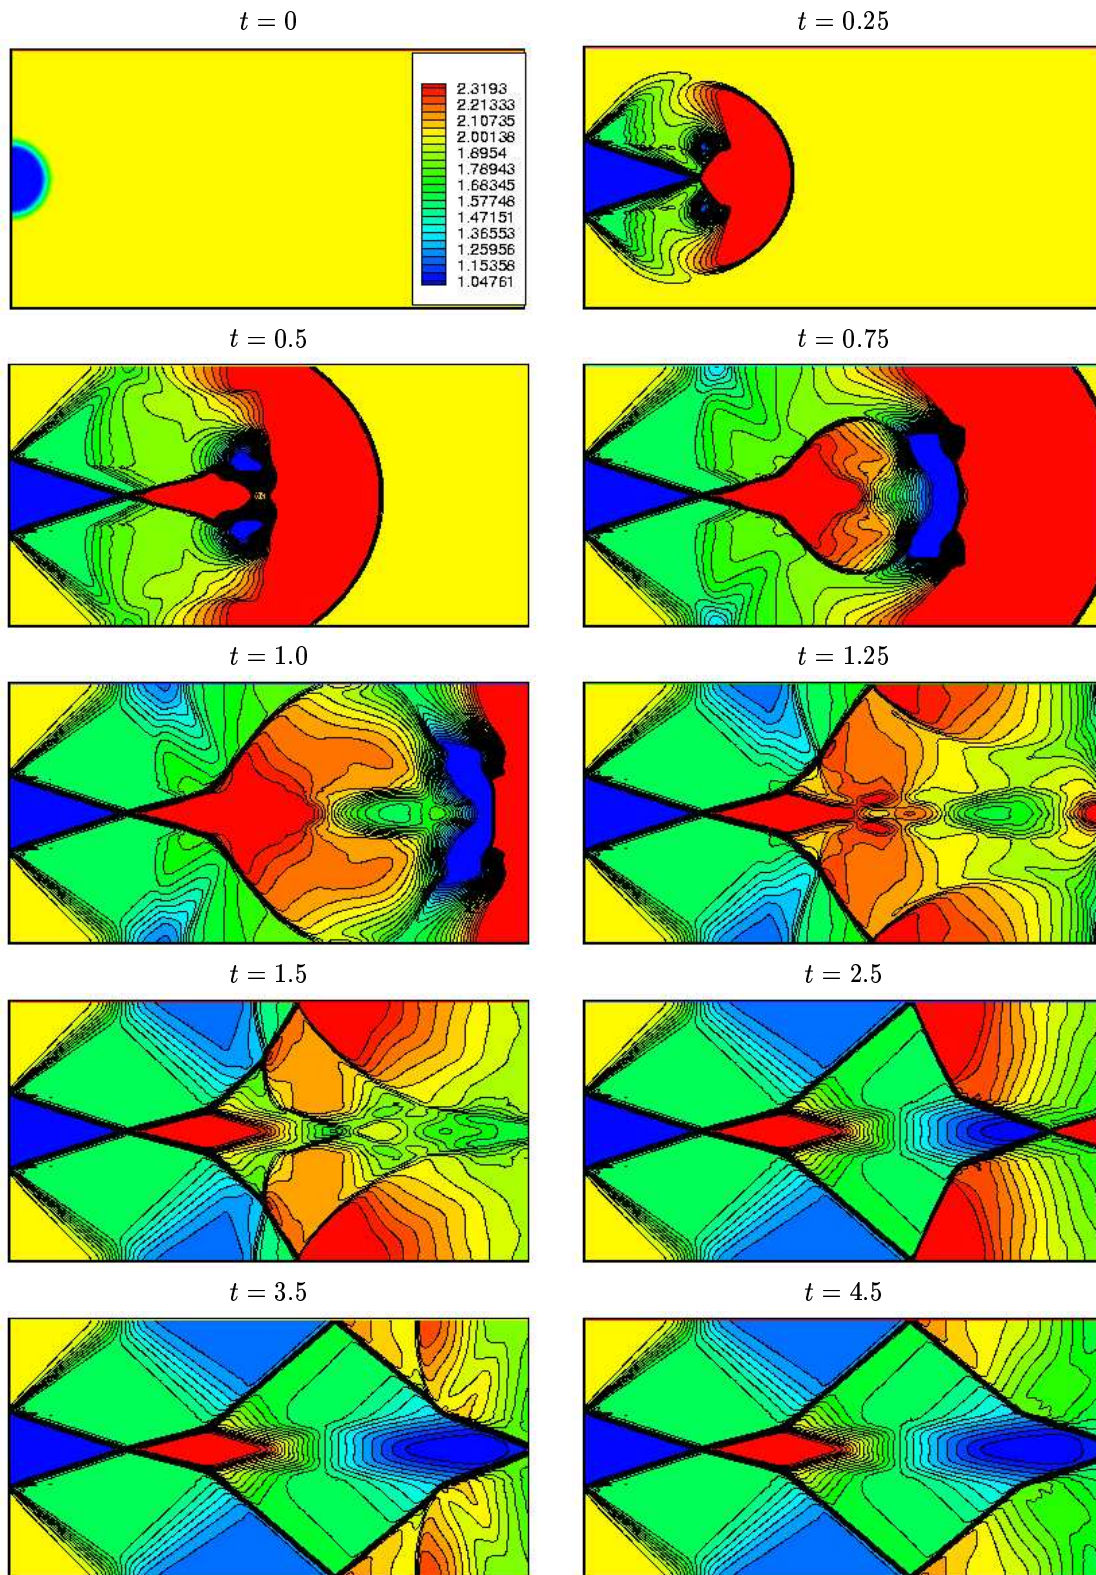 t = 0
t = 0.25
2.3193
2.21333
2.10735
2.00138
1.8954
1.78943
1.68345
1.57748
1.47151
1.36553
1.25956
1.15358
1.04761
t = 0.5
t = 0.75
t = 1.0
t = 1.25
t = 1.5
t = 2.5
t = 3.5
t = 4.5